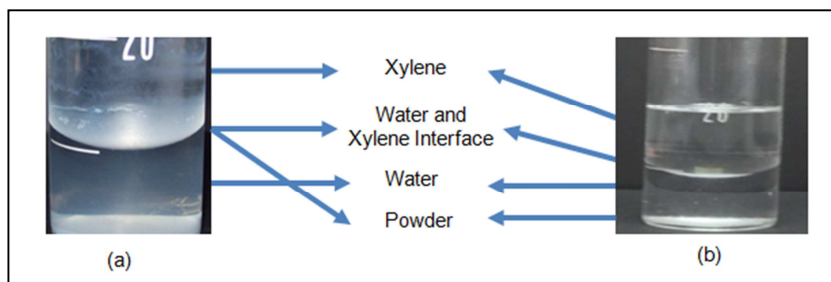 20
Xylene
Water and
Xylene Interface
Water
Powder
20
(a)
(b)